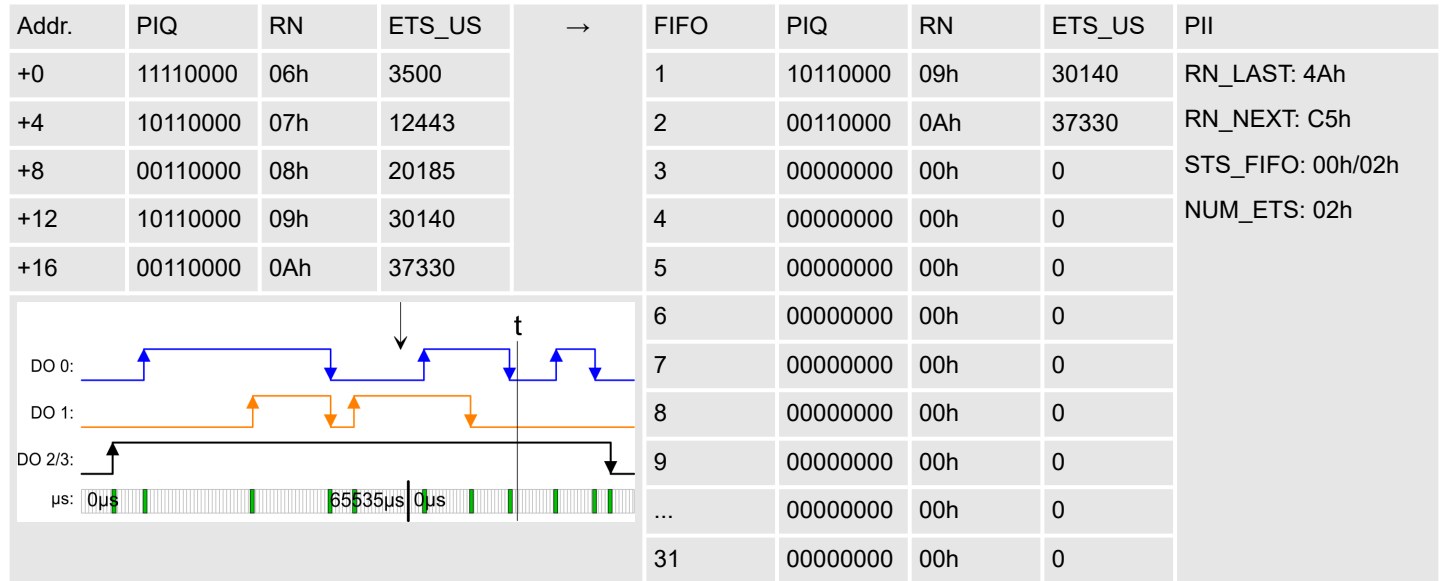 Addr. PIQ RN ETS_US → FIFO PIQ RN ETS_US PII
+0 11110000 06h 3500 1 10110000 09h 30140 RN_LAST: 4Ah
+4 10110000 07h 12443 2 00110000 0Ah 37330 RN_NEXT: C5h
+8 00110000 08h 20185 3 00000000 00h 0 STS_FIFO: 00h/02h
+12 10110000 09h 30140 4 00000000 00h 0 NUM_ETS: 02h
+16 00110000 0Ah 37330 5 00000000 00h 0
6 00000000 00h 0
7 00000000 00h 0
8 00000000 00h 0
9 00000000 00h 0
... 00000000 00h 0
31 00000000 00h 0
t
DO 0:
DO 1:
DO 2/3:
µs: 0µs 65535µs 0µs